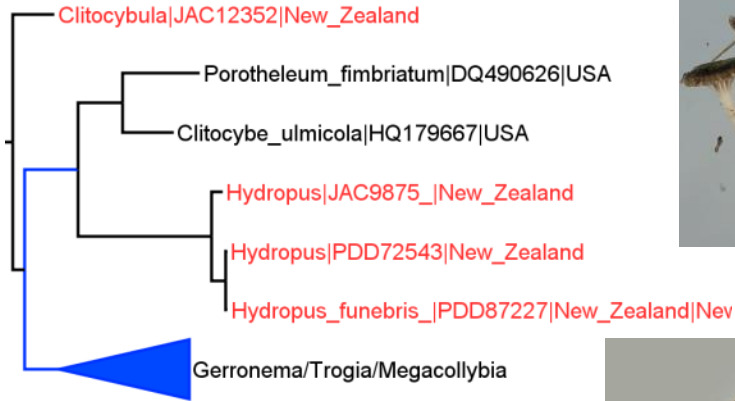 Clitocybula|JAC12352|New_Zealand
Porotheleum_fimbriatum|DQ490626|USA
Clitocybe_ulmicola|HQ179667|USA
Hydropus|JAC9875_|New_Zealand
Hydropus|PDD72543|New_Zealand
Hydropus_funebris_|PDD87227|New_Zealand|New
Gerronema/Trogia/Megacollybia